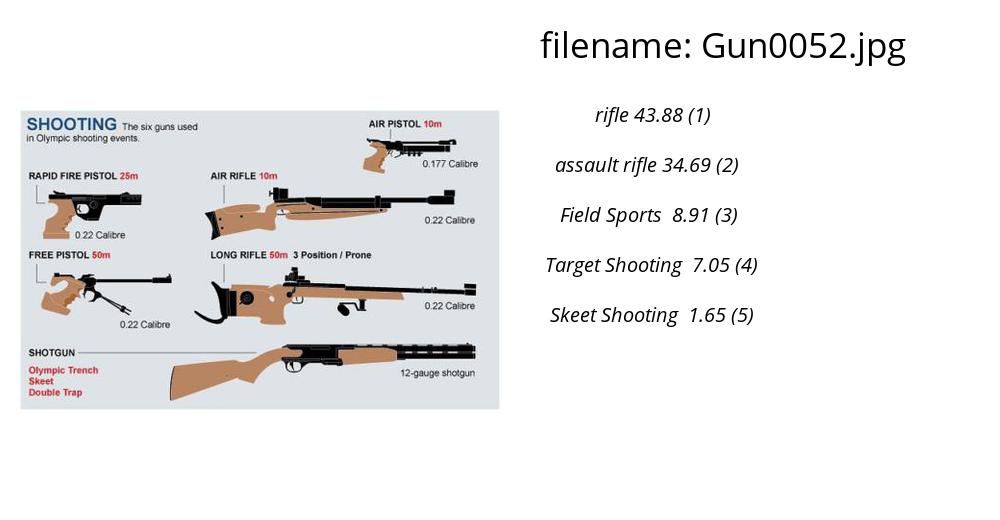 filename: Gun0052.jpg
rifle 43.88 (1)
assault rifle 34.69 (2)
Field Sports 8.91 (3)
Target Shooting 7.05 (4)
Skeet Shooting 1.65 (5)
SHOOTING The six guns used
in Olympic shooting events.
AIR PISTOL 10m
0.177 Calibre
RAPID FIRE PISTOL 25m
0.22 Calibre
AIR RIFLE 10m
0.22 Calibre
FREE PISTOL 50m
0.22 Calibre
LONG RIFLE 50m 3 Position / Prone
0.22 Calibre
SHOTGUN
Olympic Trench
Skeet
Double Trap
12-gauge shotgun